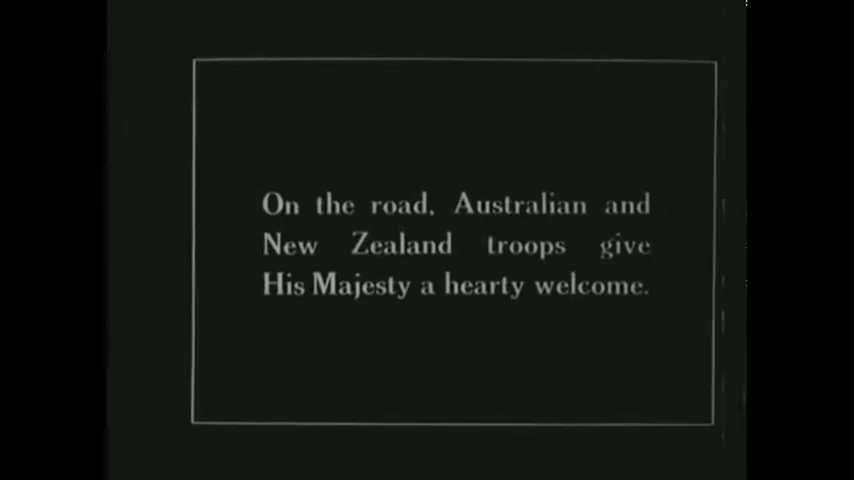 On the road, Australian and
New Zealand troops give
His Majesty a hearty welcome.